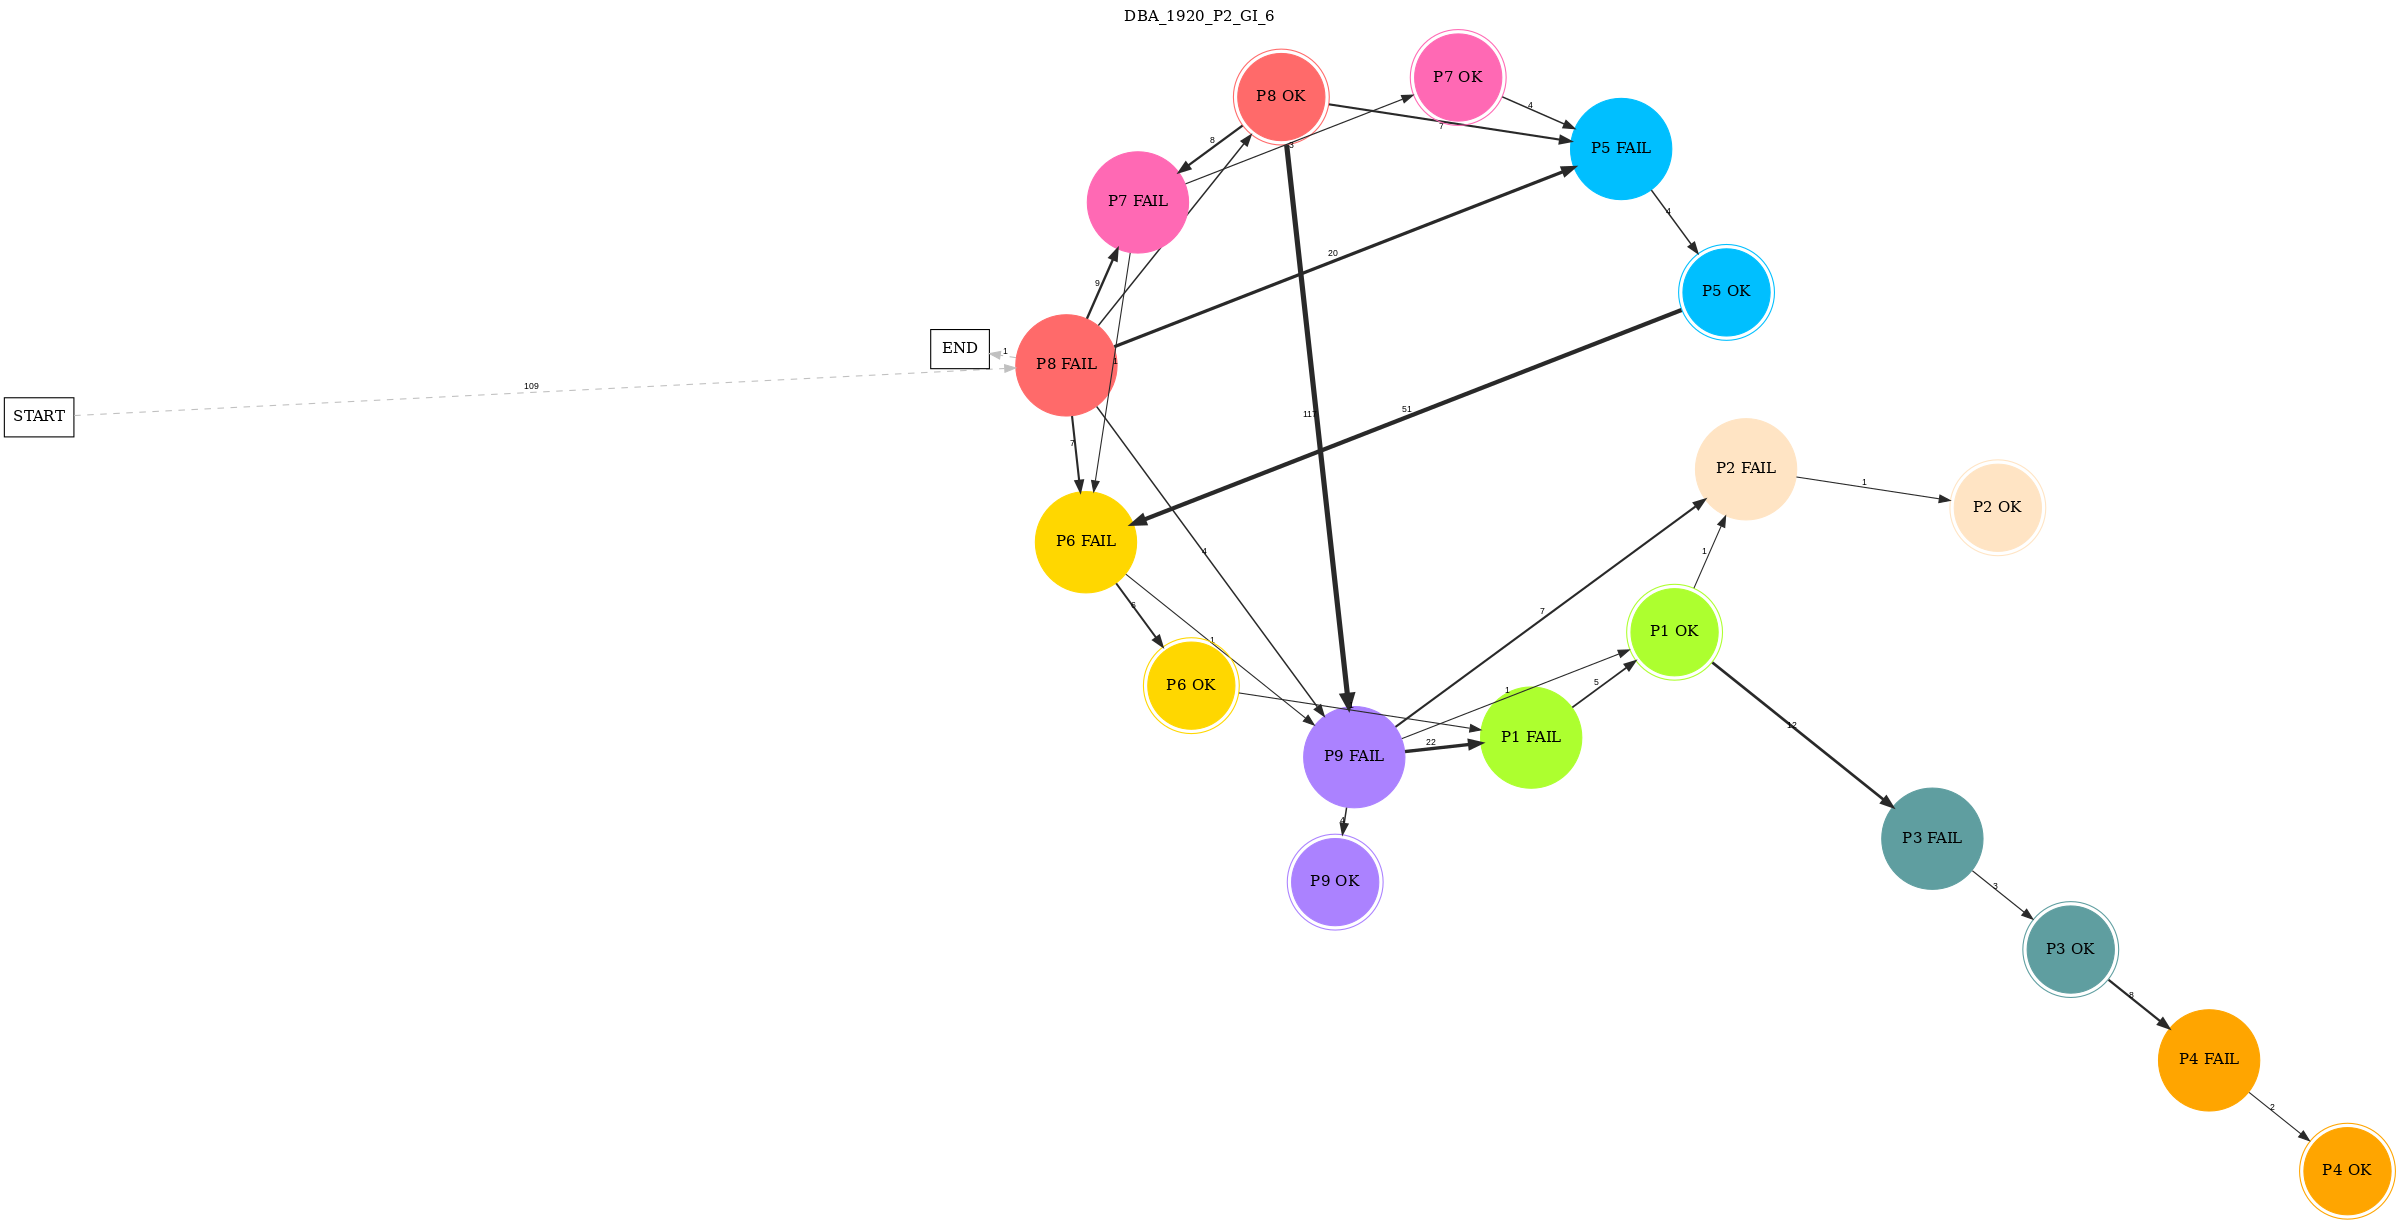 DBA_1920_P2_GI_6
P7 OK
P8 OK
4
7
8
3
P5 FAIL
P7 FAIL
4
20
9
P5 OK
END
1
P8 FAIL
1
109
START
117
51
7
P2 FAIL
1
P2 OK
P6 FAIL
4
1
6
7
P1 OK
1
P6 OK
5
1
12
22
P1 FAIL
P9 FAIL
4
P9 OK
P3 FAIL
3
P3 OK
8
P4 FAIL
2
P4 OK